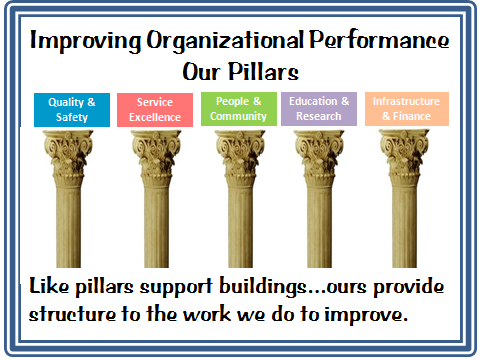 Improving Organizational Performance
Our Pillars
Quality &
Safety
Service
Excellence
People &
Community
Education &
Research
Infrastructure
& Finance
Like pillars support buildings...ours provide
structure to the work we do to improve.